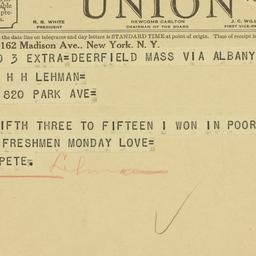 UNION
R. B. WHITE
PRESIDENT
NEWCOMB CARLTON
CHAIRMAN OF THE BOARD
J. C. WILL
FIRST VICE-PR
the date line on telegrams and day letters is STANDARD TIME at point of origin. Time of receipt i
162 Madison Ave., New York. N. Y.
3 EXTRA=DEERFIELD MASS VIA ALBANY
H H LEHMAN=
820 PARK AVE=
IFTH THREE TO FIFTEEN I WON IN POOR
FRESHMEN MONDAY LOVE=
PETE.
Lehman